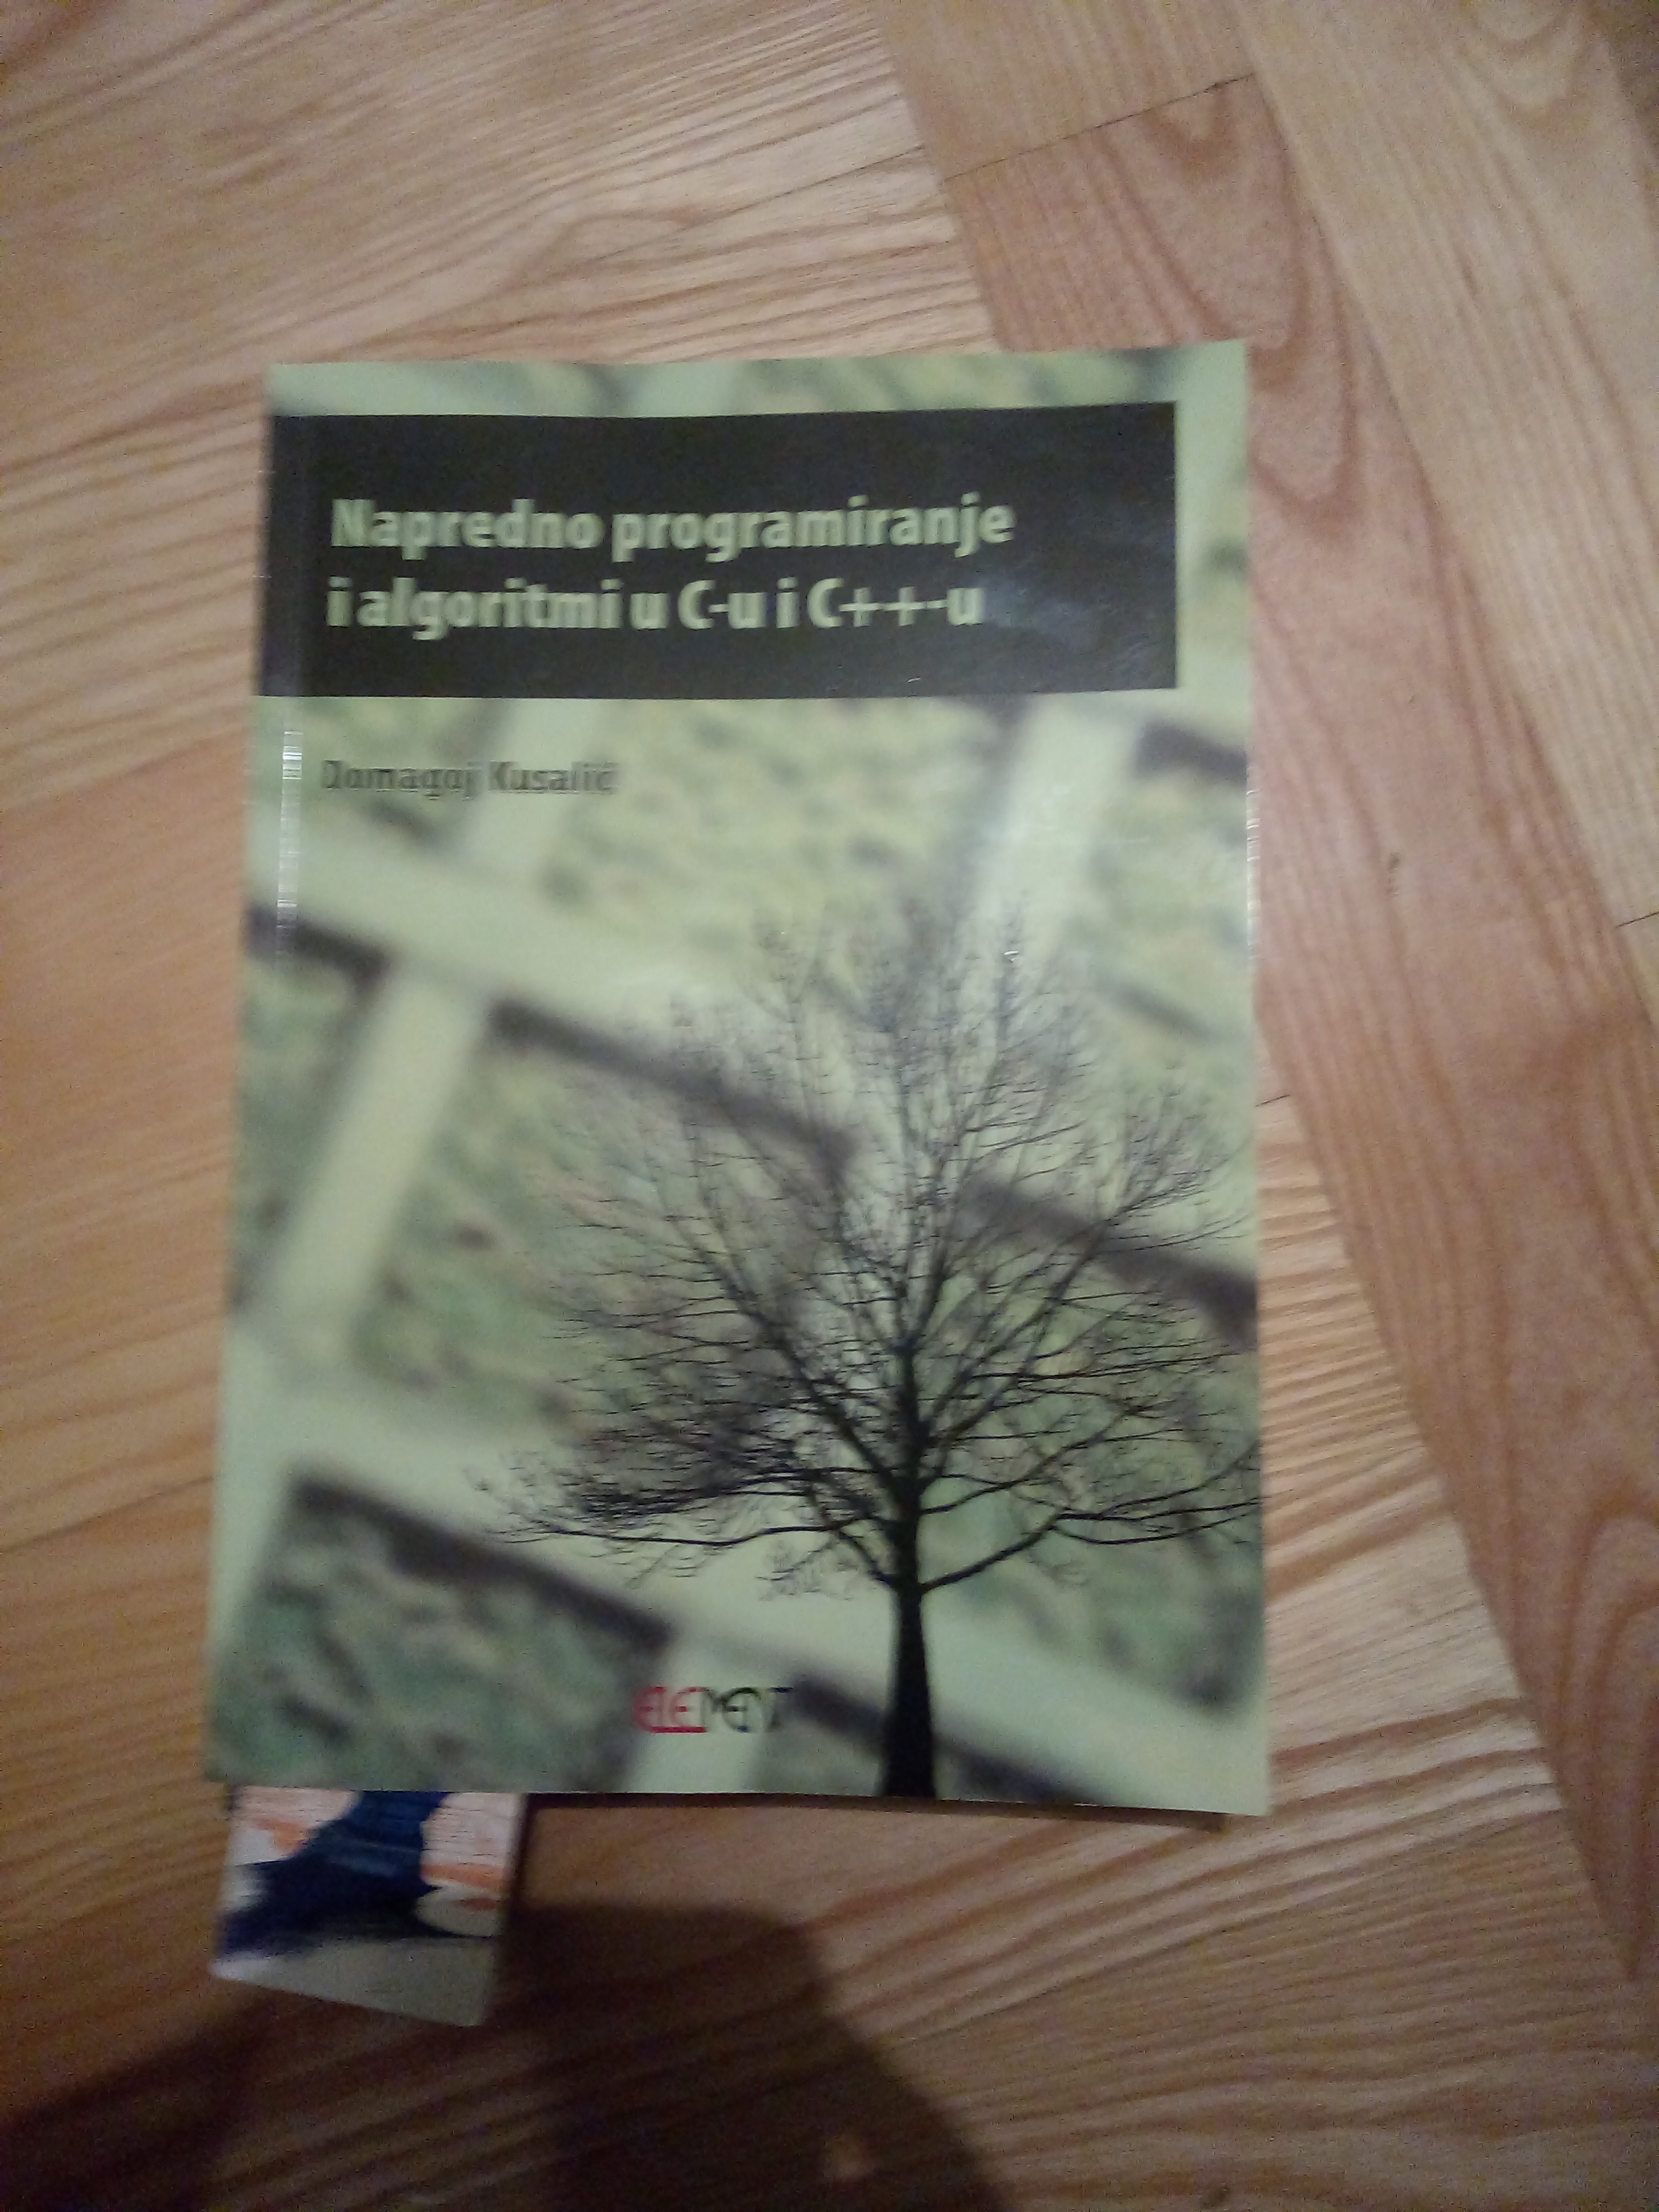 Napredno programiranje
i algoritmi u C-u i C++-u
Domagoj Kusalić
ELEMENT